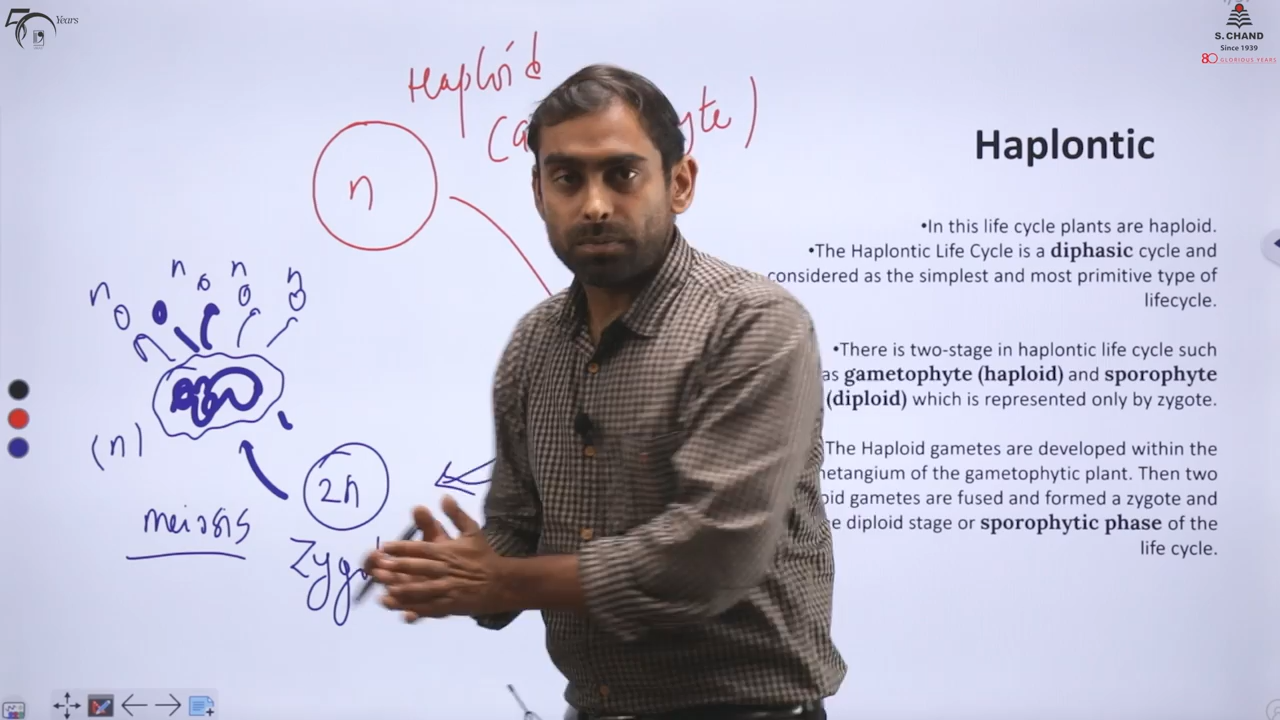 Years
S. CHAND
Since 1939
80 GLORIOUS YEARS
Haploid
n
Haplontic
•In this life cycle plants are haploid.
•The Haplontic Life Cycle is a diphasic cycle and
considered as the simplest and most primitive type of
lifecycle.
•There is two-stage in haplontic life cycle such
as gametophyte (haploid) and sporophyte
(diploid) which is represented only by zygote.
The Haploid gametes are developed within the
of the gametophytic plant. Then two
gametes are fused and formed a zygote and
diploid stage or sporophytic phase of the
life cycle.
n n n n
n
(n)
2n
meiosis